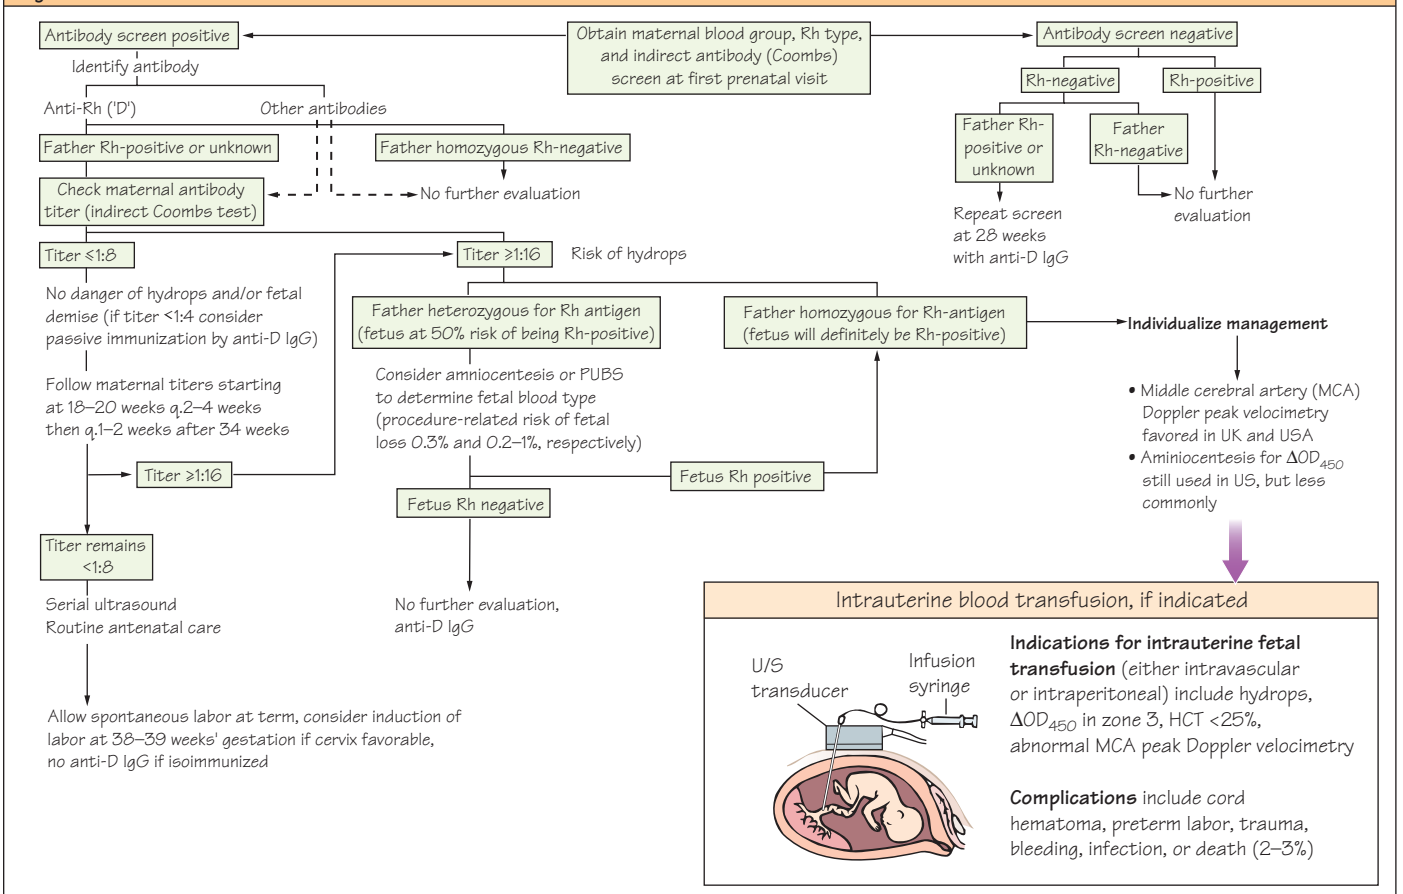 Antibody screen positive
Obtain maternal blood group, Rh type,
and indirect antibody (Coombs)
screen at first prenatal visit
Antibody screen negative
Identify antibody
Anti-Rh ('D')
Other antibodies
Rh-negative
Rh-positive
Father Rh-positive or unknown
Father homozygous Rh-negative
Father Rh-
positive or
unknown
Father
Rh-negative
Check maternal antibody
titer (indirect Coombs test)
No further evaluation
No further
evaluation
Repeat screen
at 28 weeks
with anti-D IgG
Titer ≤1:8
Titer ≥1:16
Risk of hydrops
No danger of hydrops and/or fetal
demise (if titer <1:4 consider
passive immunization by anti-D IgG)
Father heterozygous for Rh antigen
(fetus at 50% risk of being Rh-positive)
Father homozygous for Rh-antigen
(fetus will definitely be Rh-positive)
Individualize management
Follow maternal titers starting
at 18–20 weeks q.2–4 weeks
then q.1–2 weeks after 34 weeks
Consider amniocentesis or PUBS
to determine fetal blood type
(procedure-related risk of fetal
loss 0.3% and 0.2–1%, respectively)
• Middle cerebral artery (MCA)
Doppler peak velocimetry
favored in UK and USA
• Aminiocentesis for ΔOD450
still used in US, but less
commonly
Titer ≥1:16
Fetus Rh positive
Fetus Rh negative
Titer remains
<1:8
Serial ultrasound
Routine antenatal care
No further evaluation,
anti-D IgG
Allow spontaneous labor at term, consider induction of
labor at 38–39 weeks' gestation if cervix favorable,
no anti-D IgG if isoimmunized
Intrauterine blood transfusion, if indicated
U/S
transducer
Infusion
syringe
Indications for intrauterine fetal
transfusion (either intravascular
or intraperitoneal) include hydrops,
ΔOD450 in zone 3, HCT <25%,
abnormal MCA peak Doppler velocimetry
Complications include cord
hematoma, preterm labor, trauma,
bleeding, infection, or death (2–3%)